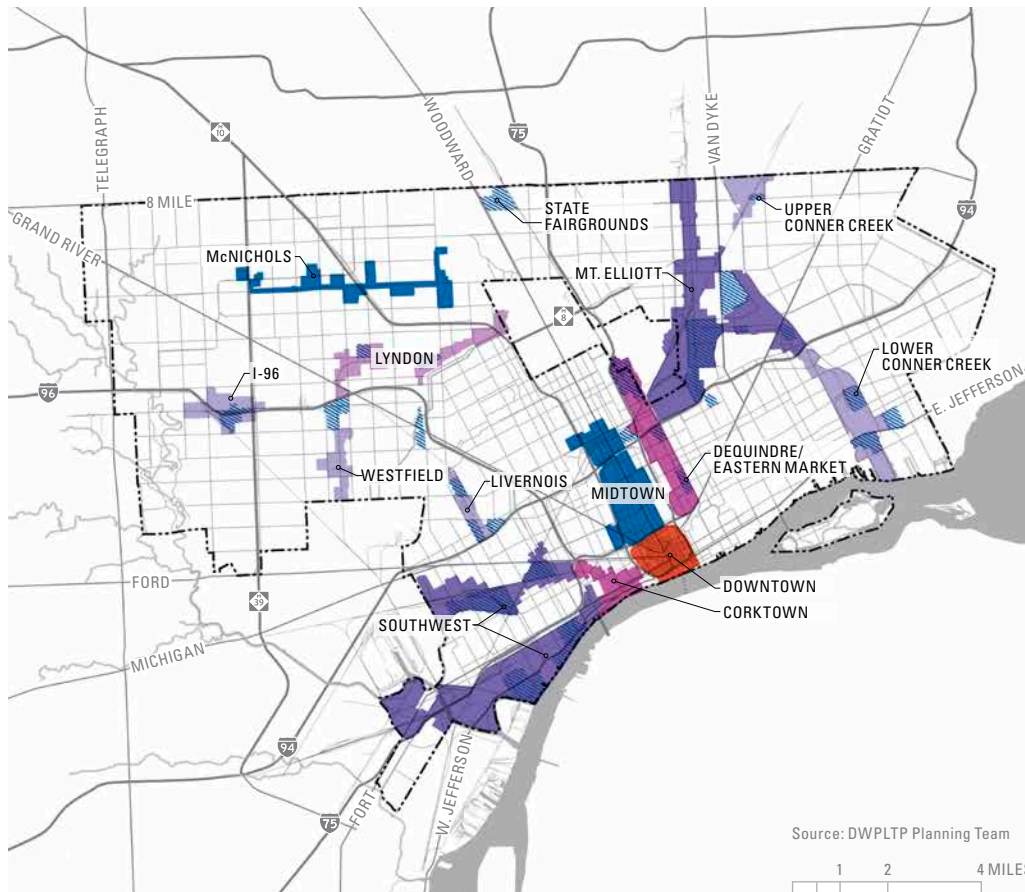 TELEGRAPH
M
10
WOODWARD
75
VAN DYKE
GRATIOT
94
8 MILE
GRAND RIVER
STATE
FAIRGROUNDS
UPPER
CONNER CREEK
McNICHOLS
MT. ELLIOTT
M
8
LYNDON
LOWER
CONNER CREEK
E. JEFFERSON
I-96
96
WESTFIELD
LIVERNOIS
MIDTOWN
DEQUINDRE/
EASTERN MARKET
FORD
DOWNTOWN
CORKTOWN
M
39
SOUTHWEST
MICHIGAN
94
75
FORT
W. JEFFERSON
Source: DWPLTP Planning Team
1 2 4 MILES